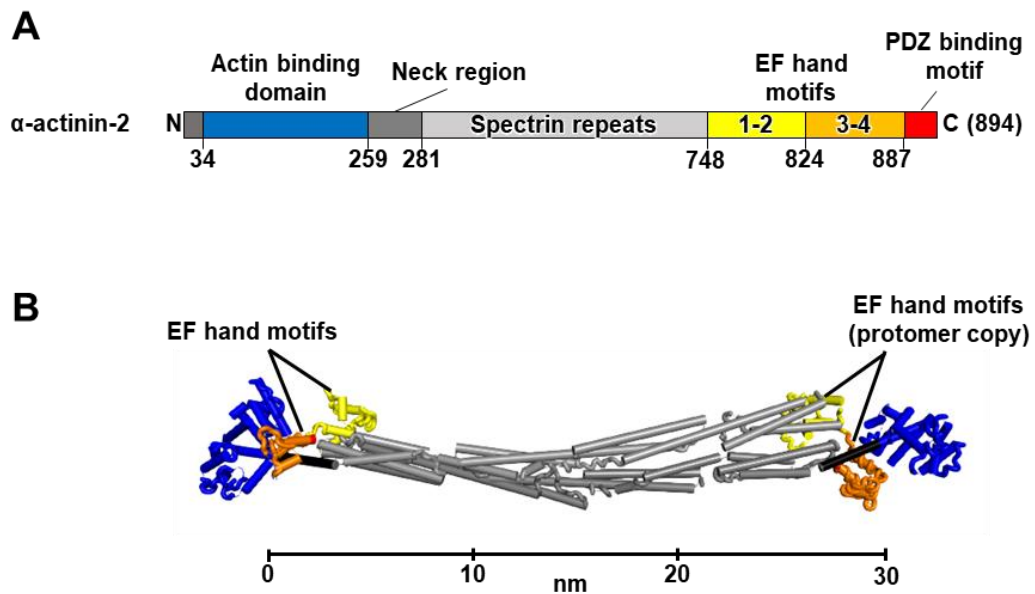 A
Actin binding
domain
Neck region
EF hand
motifs
PDZ binding
motif
α-actinin-2
N
Spectrin repeats
1-2
3-4
C (894)
34
259
281
748
824
887
B
EF hand motifs
EF hand motifs
(protomer copy)
0
10
20
30
nm